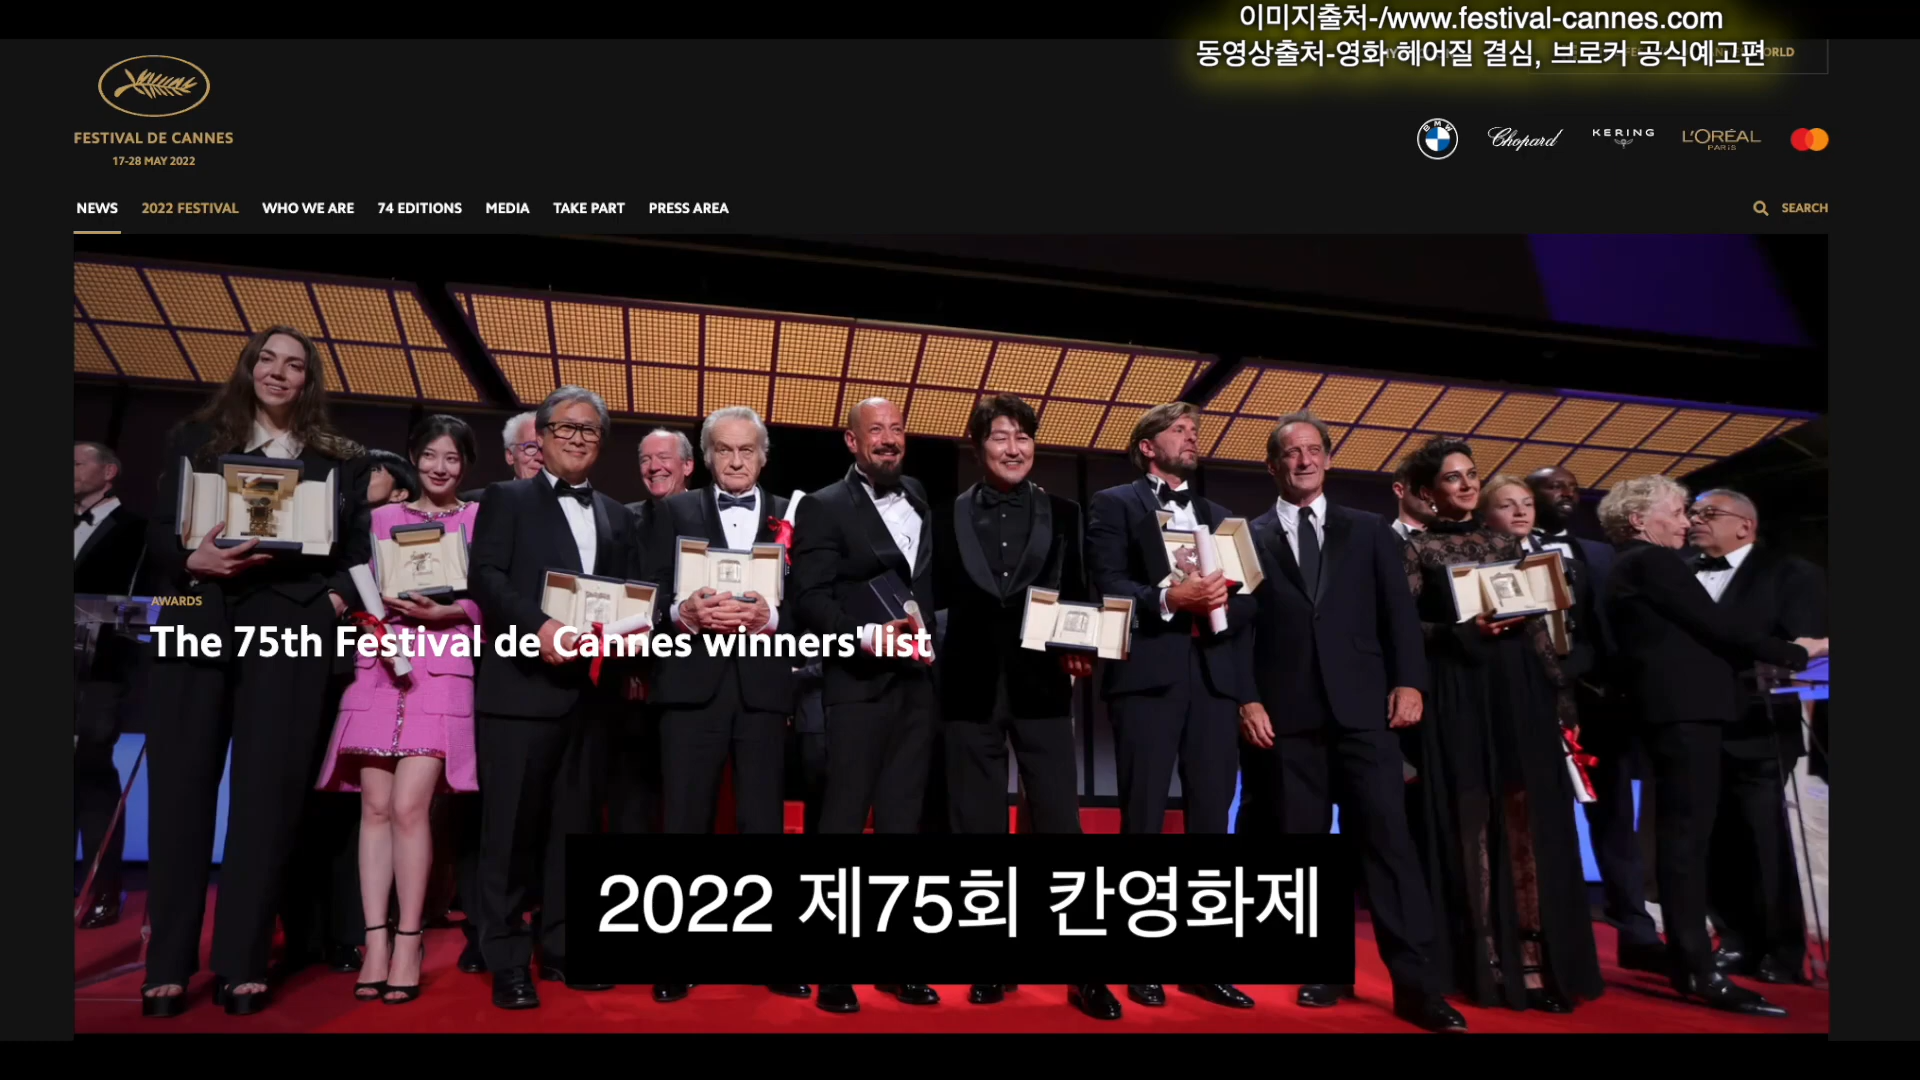 이미지출처-/www.festival-cannes.com
동영상출처-영화 헤어질 결심, 브로커 공식예고편
FESTIVAL DE CANNES
17-28 MAY 2022
BMW
Chopard
KERING
L'ORÉAL
PARIS
NEWS 2022 FESTIVAL WHO WE ARE 74 EDITIONS MEDIA TAKE PART PRESS AREA
SEARCH
AWARDS
The 75th Festival de Cannes winners' list
2022 제75회 칸영화제